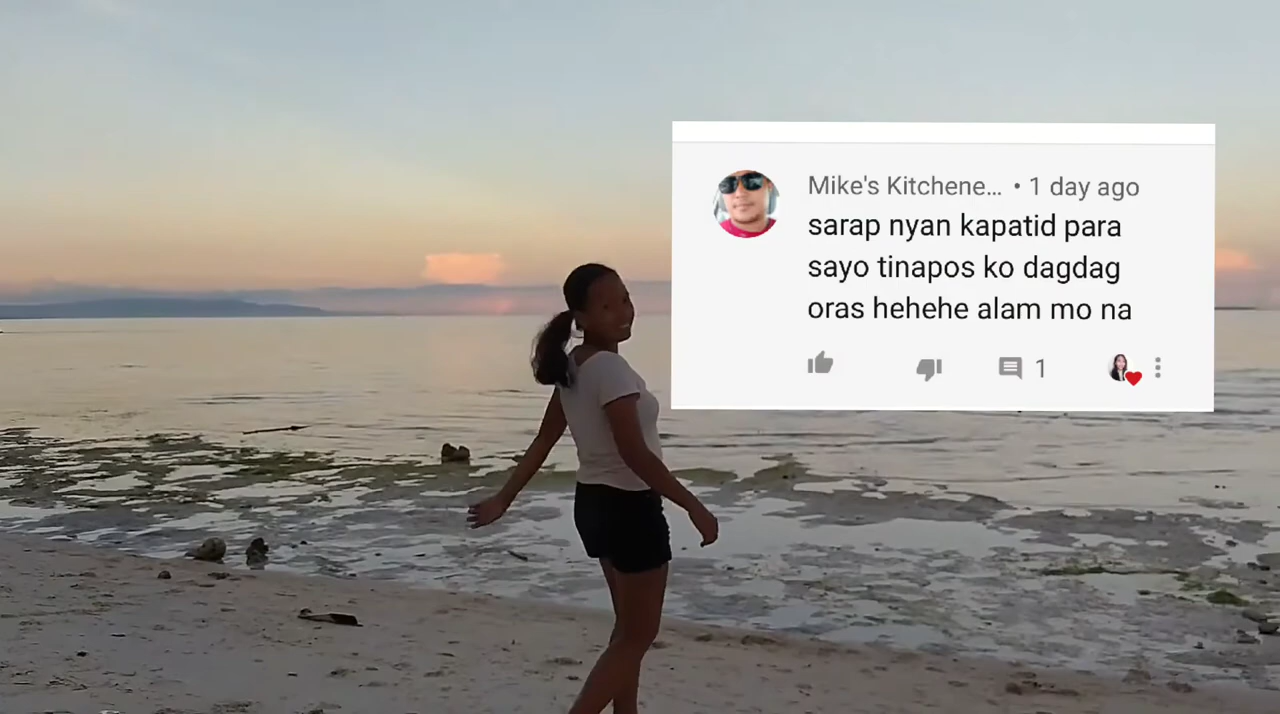 Mike's Kitchene... • 1 day ago
sarap nyan kapatid para
sayo tinapos ko dagdag
oras hehehe alam mo na
1